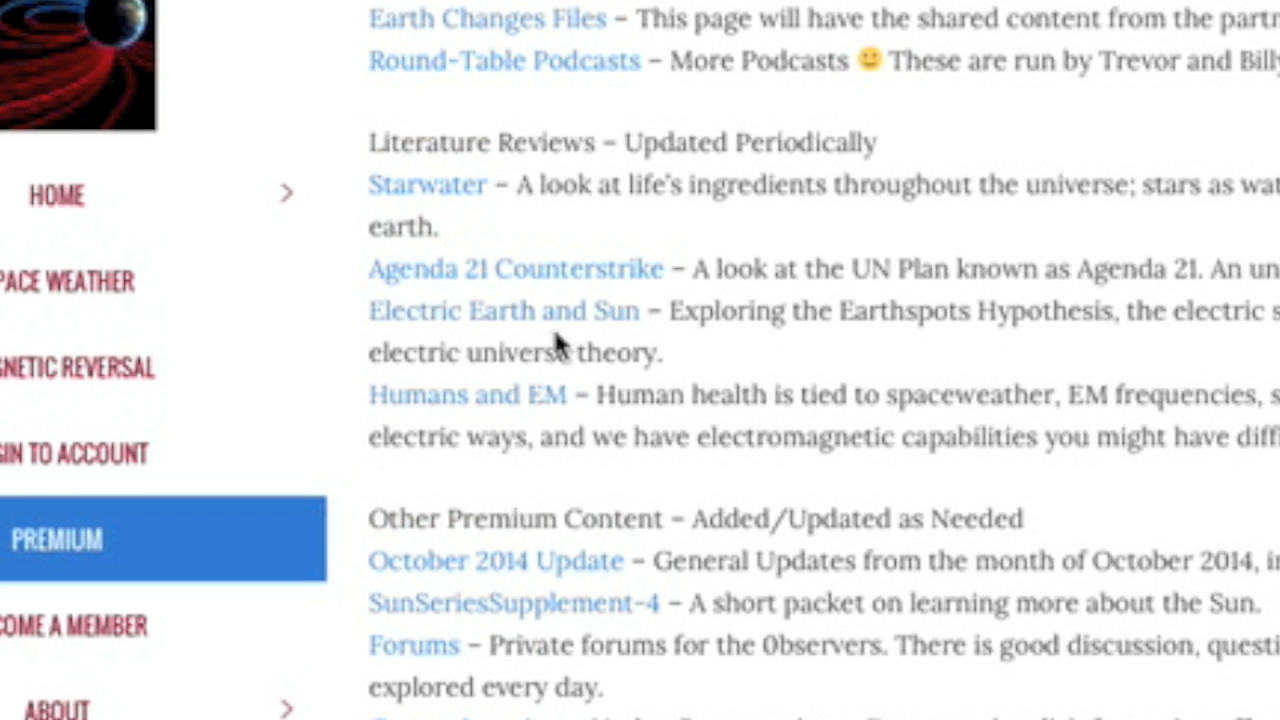 Earth Changes Files – This page will have the shared content from the
Round-Table Podcasts – More Podcasts 🙂 These are run by Trevor and Billy
Literature Reviews – Updated Periodically
Starwater – A look at life's ingredients throughout the universe; stars as
earth.
Agenda 21 Counterstrike – A look at the UN Plan known as Agenda 21. An
Electric Earth and Sun – Exploring the Earthspots Hypothesis, the electric
electric universe theory.
Humans and EM – Human health is tied to spaceweather, EM frequencies,
electric ways, and we have electromagnetic capabilities you might have
Other Premium Content – Added/Updated as Needed
October 2014 Update – General Updates from the month of October 2014,
SunSeriesSupplement-4 – A short packet on learning more about the Sun.
Forums – Private forums for the 0bservers. There is good discussion,
explored every day.
HOME
PACE WEATHER
GNETIC REVERSAL
GIN TO ACCOUNT
PREMIUM
COME A MEMBER
ABOUT